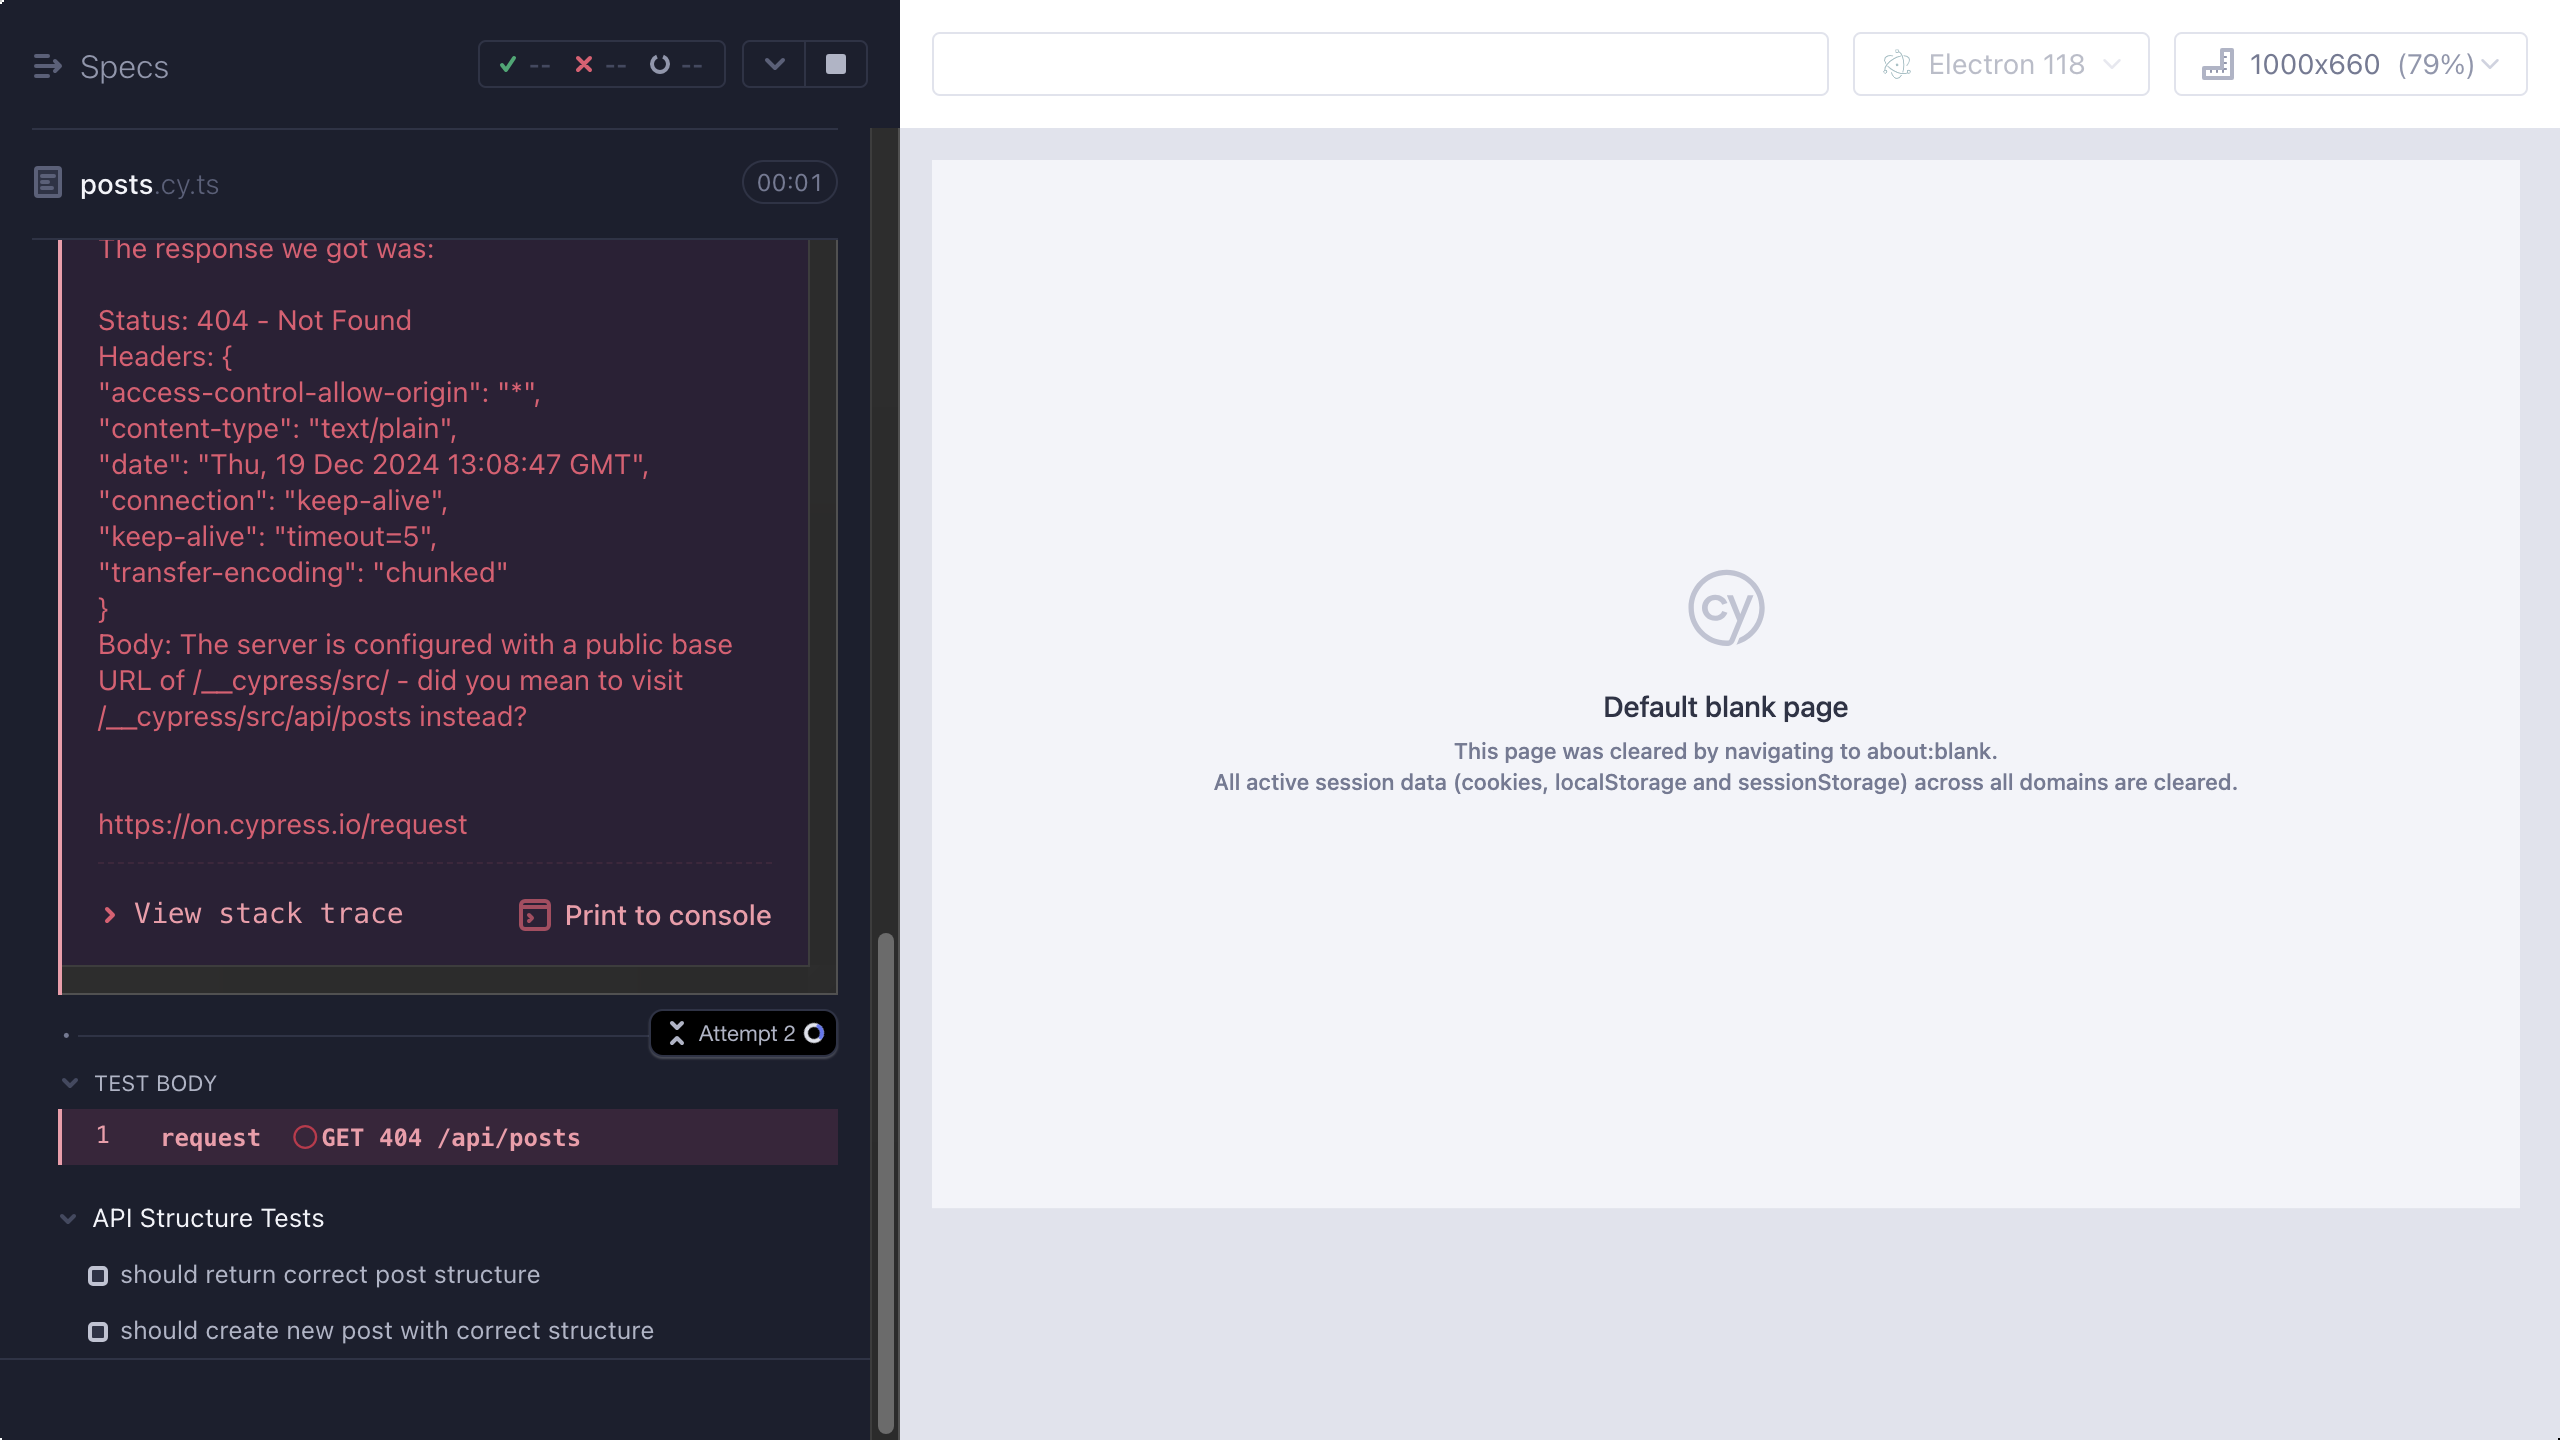 Specs
-- -- --
Electron 118
1000x660 (79%)
posts.cy.ts
00:01
The response we got was:
Status: 404 - Not Found
Headers: {
"access-control-allow-origin": "*",
"content-type": "text/plain",
"date": "Thu, 19 Dec 2024 13:08:47 GMT",
"connection": "keep-alive",
"keep-alive": "timeout=5",
"transfer-encoding": "chunked"
}
Body: The server is configured with a public base
URL of /__cypress/src/ - did you mean to visit
/__cypress/src/api/posts instead?
https://on.cypress.io/request
View stack trace
Print to console
Attempt 2
TEST BODY
1 request GET 404 /api/posts
API Structure Tests
should return correct post structure
should create new post with correct structure
cy
Default blank page
This page was cleared by navigating to about:blank.
All active session data (cookies, localStorage and sessionStorage) across all domains are cleared.